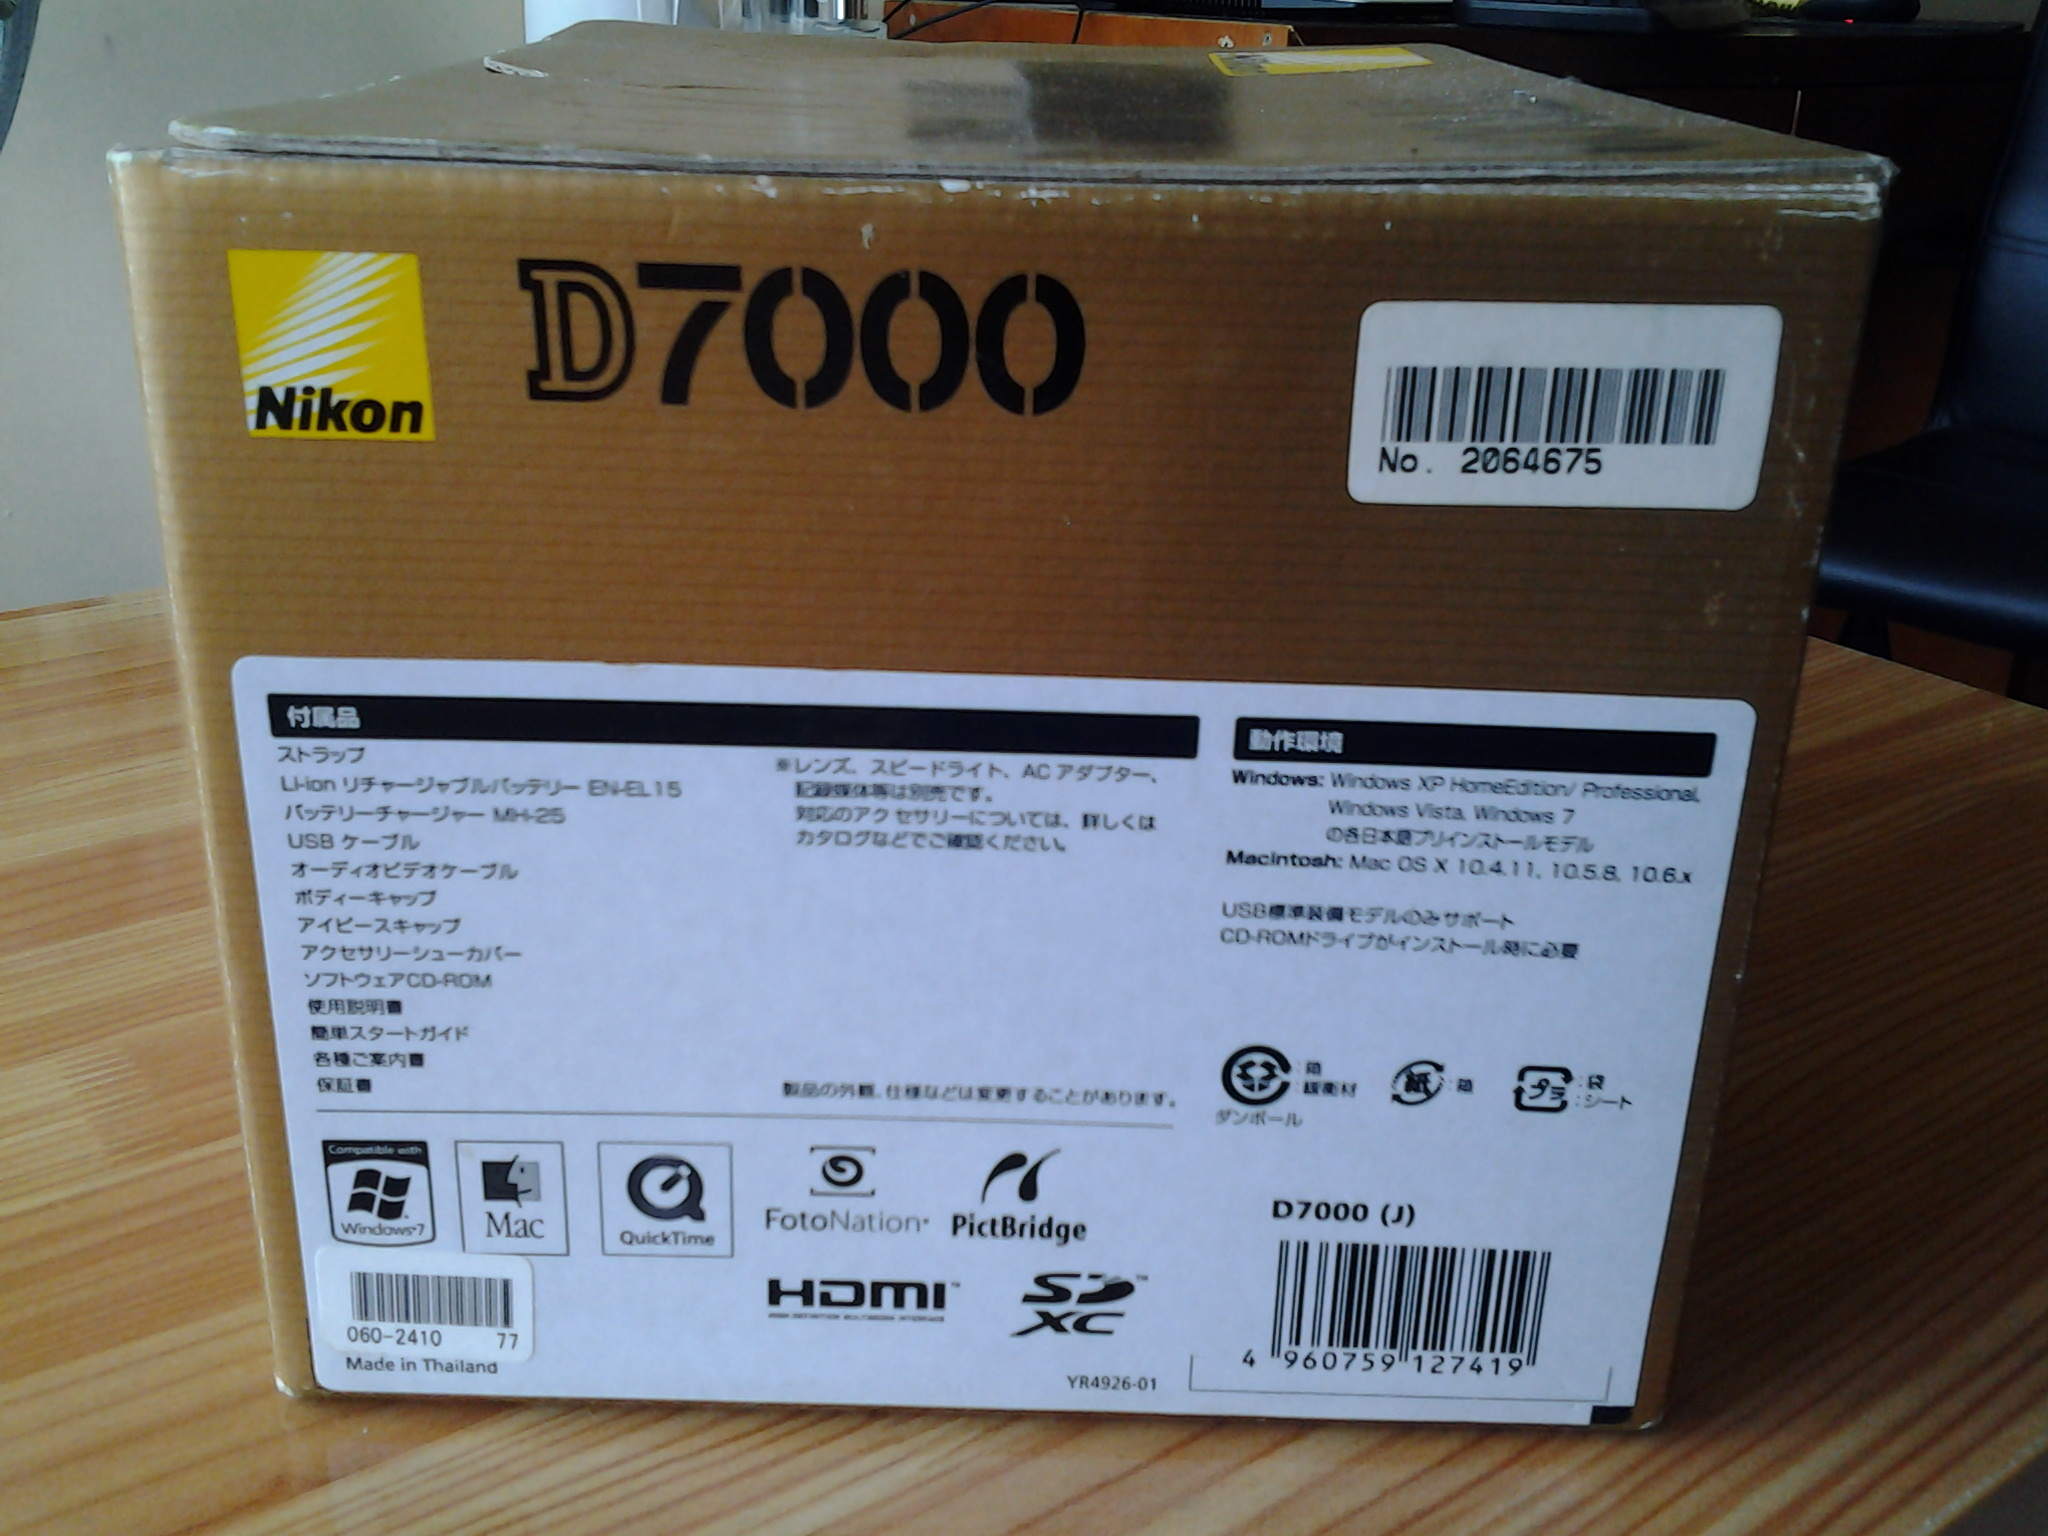 Nikon
D7000
No. 2064675
付属品
ストラップ
Li-ion リチャージャブルバッテリー EN-EL15
バッテリーチャージャー MH-25
USB ケーブル
オーディオビデオケーブル
ボディーキャップ
アイピースキャップ
アクセサリーシューカバー
ソフトウェアCD-ROM
使用説明書
簡単スタートガイド
各種ご案内書
保証書
※レンズ、スピードライト、AC アダプター、
記録媒体等は別売です。
対応のアクセサリーについては、詳しくは
カタログなどでご確認ください。
製品の外観、仕様などは変更することがあります。
動作環境
Windows: Windows XP HomeEdition/ Professional,
Windows Vista, Windows 7
の各日本語プリインストールモデル
Macintosh: Mac OS X 10.4.11, 10.5.8, 10.6.x
USB標準装備モデルのみサポート
CD-ROMドライブがインストール時に必要
:箱
:緩衝材
ダンボール
紙 :箱
プラ :袋
:シート
Compatible with
Windows 7
Mac
QuickTime
FotoNation
PictBridge
HDMI™
HIGH-DEFINITION MULTIMEDIA INTERFACE
SD™
XC
D7000 (J)
4 960759 127419
060-2410 77
Made in Thailand
YR4926-01